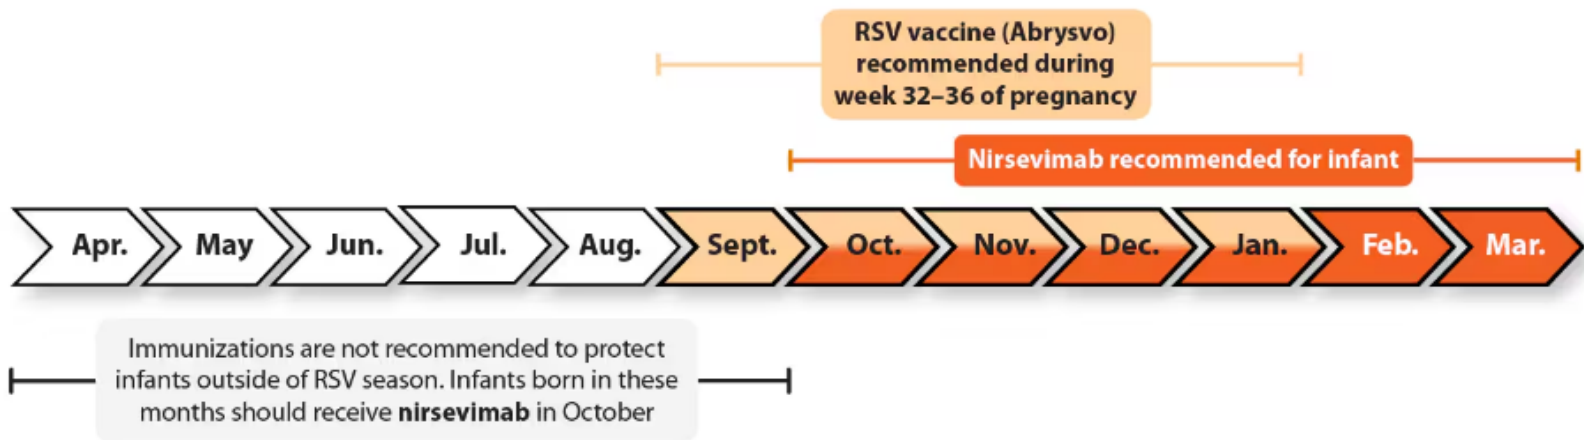 RSV vaccine (Abrysvo)
recommended during
week 32–36 of pregnancy
Nirsevimab recommended for infant
Apr. May Jun. Jul. Aug. Sept. Oct. Nov. Dec. Jan. Feb. Mar.
Immunizations are not recommended to protect
infants outside of RSV season. Infants born in these
months should receive nirsevimab in October